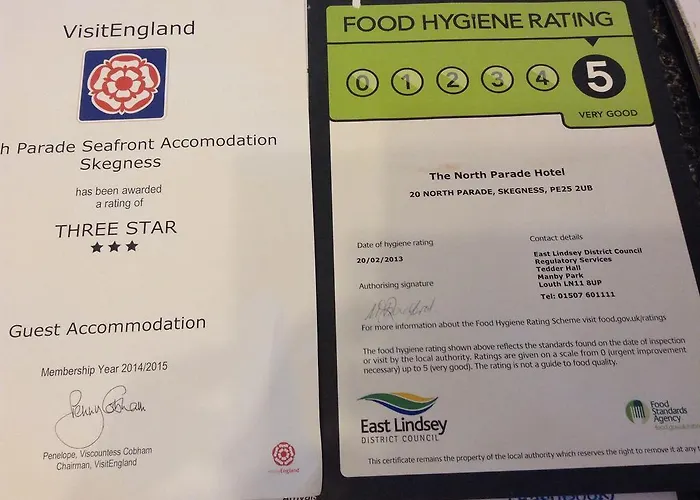 VisitEngland
h Parade Seafront Accomodation
Skegness
has been awarded
a rating of
THREE STAR
Guest Accommodation
Membership Year 2014/2015
Penny Cobham
Penelope, Viscountess Cobham
Chairman, VisitEngland
VisitEngland
FOOD HYGIENE RATING
0 1 2 3 4 5
VERY GOOD
The North Parade Hotel
20 NORTH PARADE, SKEGNESS, PE25 2UB
Date of hygiene rating
20/02/2013
Authorising signature
Contact details
East Lindsey District Council
Regulatory Services
Tedder Hall
Manby Park
Louth LN11 8UP
Tel: 01507 601111
For more information about the Food Hygiene Rating Scheme visit food.gov.uk/ratings
The food hygiene rating shown above reflects the standards found on the date of inspection
or visit by the local authority. Ratings are given on a scale from 0 (urgent improvement
necessary) up to 5 (very good). The rating is not a guide to food quality.
East Lindsey
DISTRICT COUNCIL
Food
Standards
Agency
This certificate remains the property of the local authority which reserves the right to remove it at any t